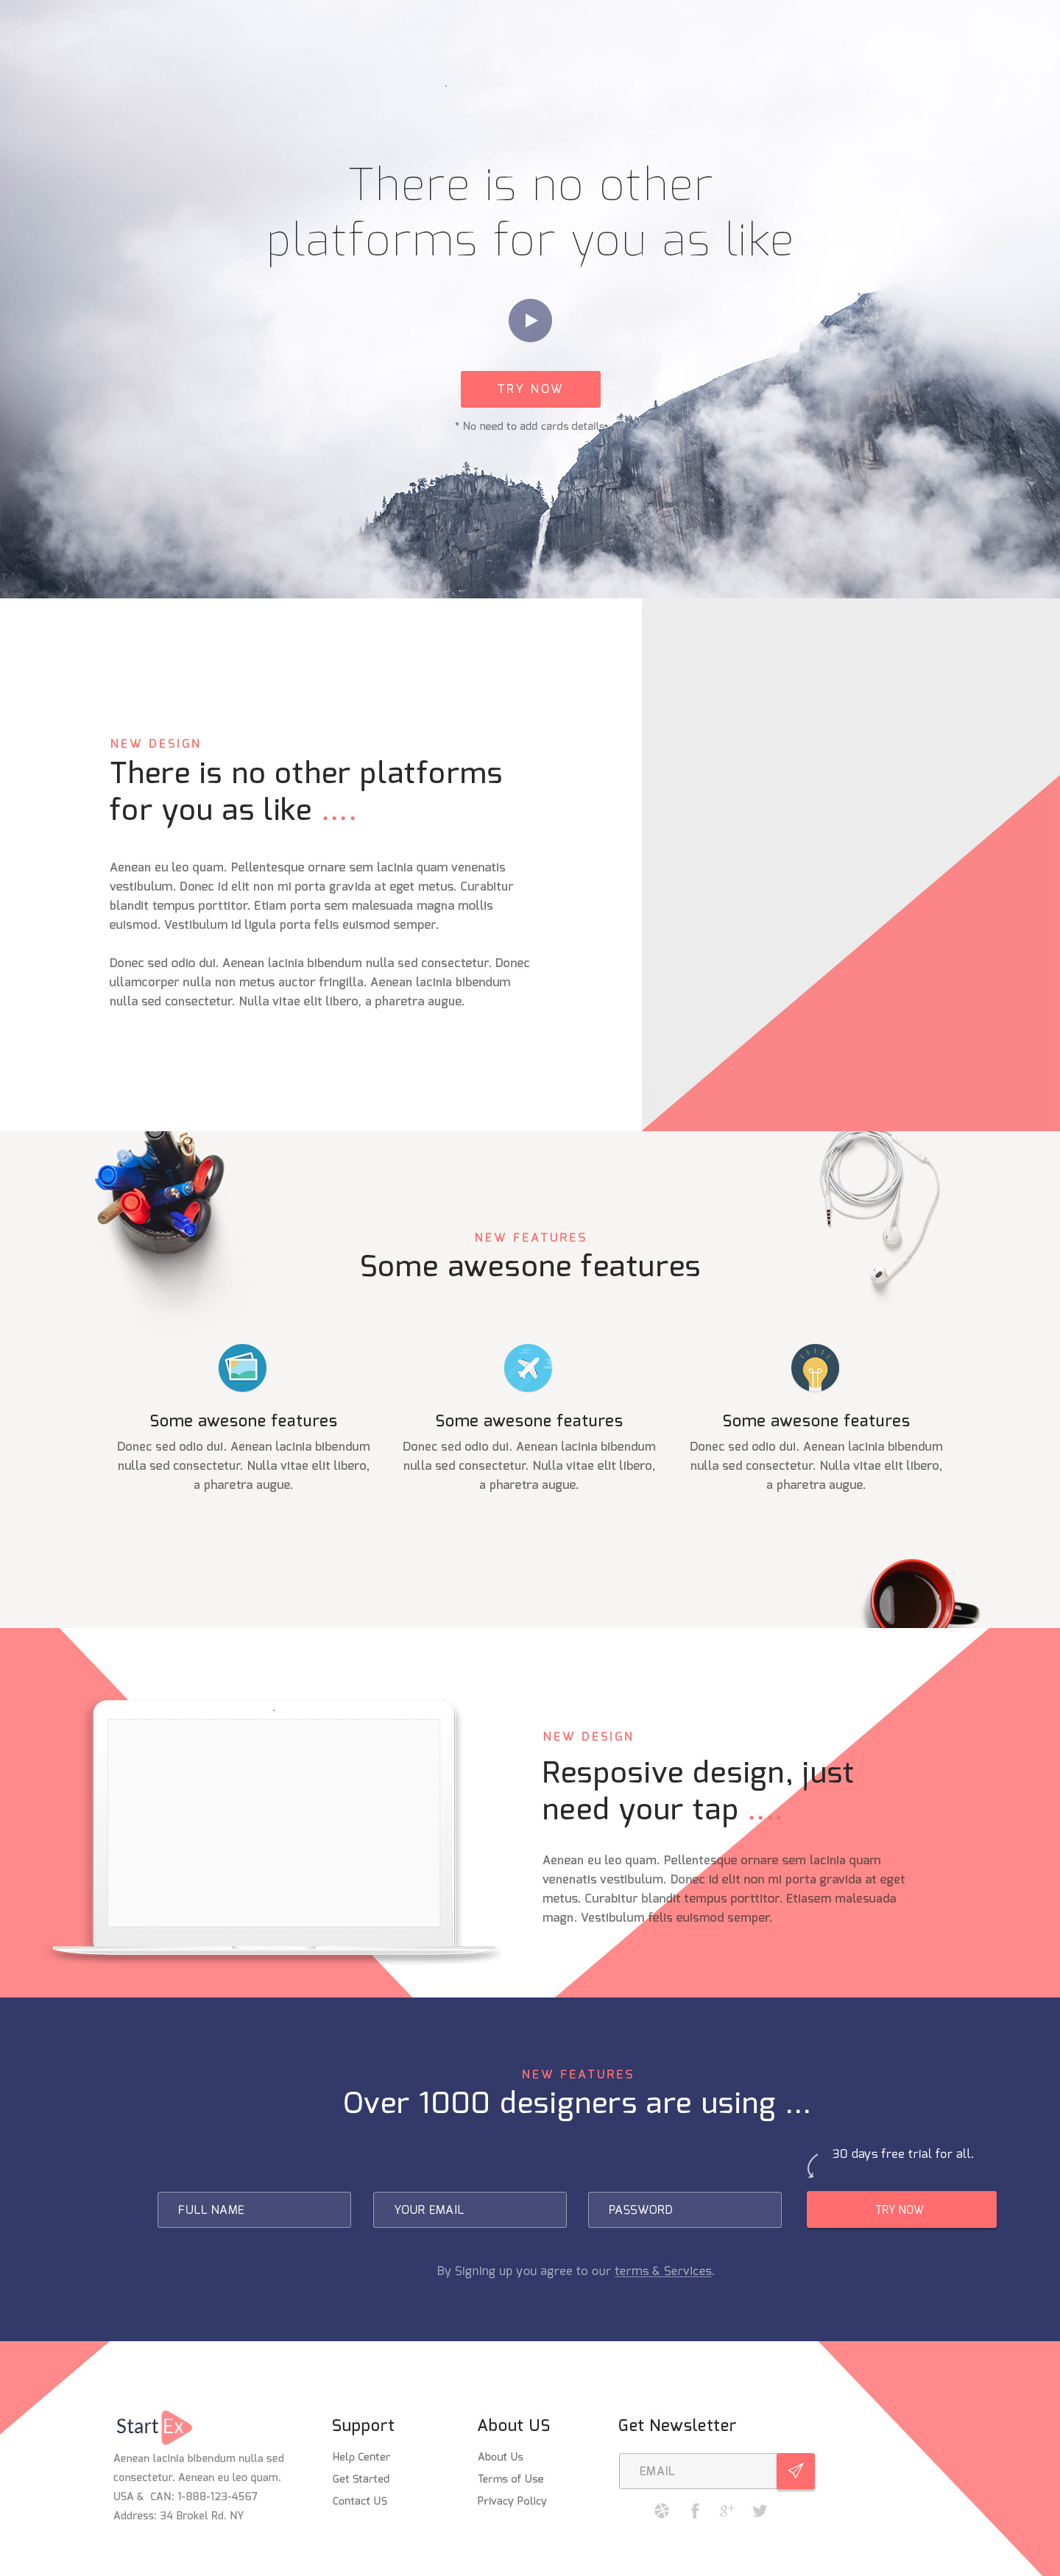 There is no other
platforms for you as like
TRY NOW
* No need to add cards details.
NEW DESIGN
There is no other platforms
for you as like ....
Aenean eu leo quam. Pellentesque ornare sem lacinia quam venenatis
vestibulum. Donec id elit non mi porta gravida at eget metus. Curabitur
blandit tempus porttitor. Etiam porta sem malesuada magna mollis
euismod. Vestibulum id ligula porta felis euismod semper.
Donec sed odio dui. Aenean lacinia bibendum nulla sed consectetur. Donec
ullamcorper nulla non metus auctor fringilla. Aenean lacinia bibendum
nulla sed consectetur. Nulla vitae elit libero, a pharetra augue.
NEW FEATURES
Some awesone features
Some awesone features
Donec sed odio dui. Aenean lacinia bibendum
nulla sed consectetur. Nulla vitae elit libero,
a pharetra augue.
Some awesone features
Donec sed odio dui. Aenean lacinia bibendum
nulla sed consectetur. Nulla vitae elit libero,
a pharetra augue.
Some awesone features
Donec sed odio dui. Aenean lacinia bibendum
nulla sed consectetur. Nulla vitae elit libero,
a pharetra augue.
NEW DESIGN
Resposive design, just
need your tap ....
Aenean eu leo quam. Pellentesque ornare sem lacinia quam
venenatis vestibulum. Donec id elit non mi porta gravida at eget
metus. Curabitur blandit tempus porttitor. Etiasem malesuada
magn. Vestibulum felis euismod semper.
NEW FEATURES
Over 1000 designers are using ...
30 days free trial for all.
FULL NAME
YOUR EMAIL
PASSWORD
TRY NOW
By Signing up you agree to our terms & Services.
StartEx
Aenean lacinia bibendum nulla sed
consectetur. Aenean eu leo quam.
USA & CAN: 1-888-123-4567
Address: 34 Brokel Rd. NY
Support
Help Center
Get Started
Contact US
About US
About Us
Terms of Use
Privacy Policy
Get Newsletter
EMAIL
g+